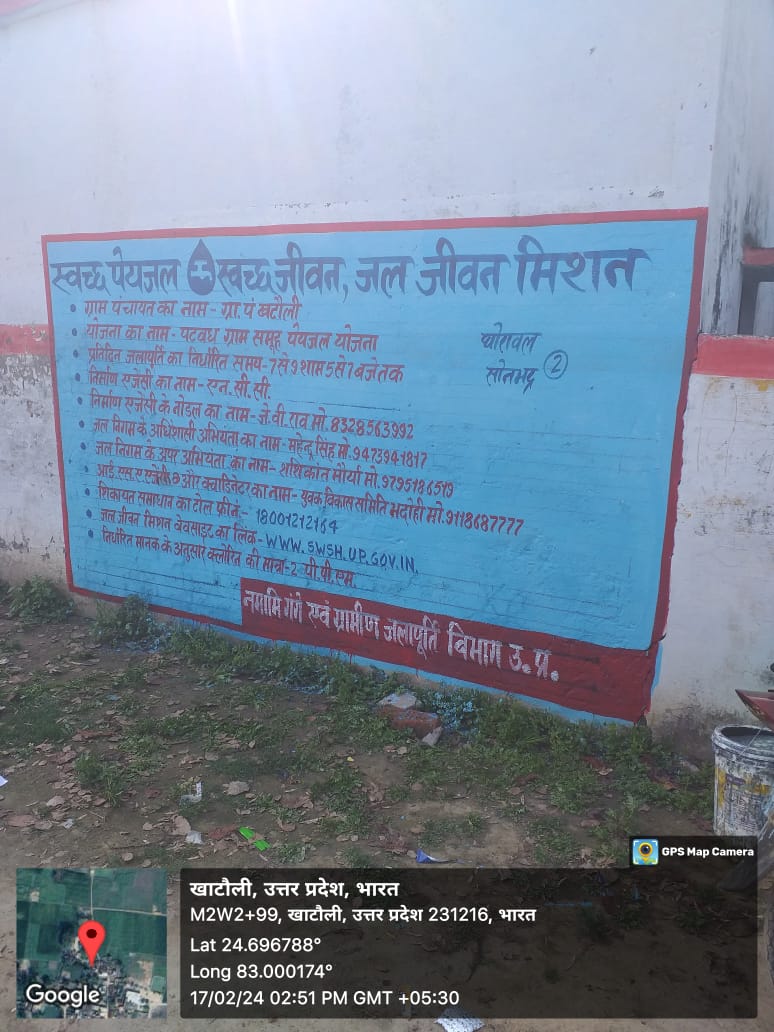 स्वच्छ पेयजल स्वच्छ जीवन, जल जीवन मिशन
• ग्राम पंचायत का नाम - ग्रा. पं खटौली
• योजना का नाम - पटवध ग्राम समूह पेयजल योजना
• प्रतिदिन जलापूर्ति का निर्धारित समय - 7 से 9 शाम 5 से 7 बजे तक
घोरावल
सोनभद्र 2
• निर्माण एजेंसी का नाम - एन. सी. सी.
• निर्माण एजेंसी के नोडल का नाम - जे. वी. राव मो. 8328563992
• जल निगम के अधिशासी अभियंता का नाम - महेन्द्र सिंह मो. 9473941817
• जल निगम के अपर अभियंता का नाम - शशिकांत मौर्या मो. 9795186519
• आई. एस. ए एजेंसी और क्वाडिनेटर का नाम - युवक विकास समिति भदोही मो. 9118687777
• शिकायत समाधान का टोल फ्री नं. - 18001212164
• जल जीवन मिशन वेबसाइट का लिंक - WWW.SWSH.UP.GOV.IN.
• निर्धारित मानक के अनुसार क्लोरिन की मात्रा - 2 पी. पी. एम.
नमामि गंगे एवं ग्रामीण जलापूर्ति विभाग उ. प्र.
GPS Map Camera
खाटौली, उत्तर प्रदेश, भारत
M2W2+99, खाटौली, उत्तर प्रदेश 231216, भारत
Lat 24.696788°
Long 83.000174°
17/02/24 02:51 PM GMT +05:30
Google